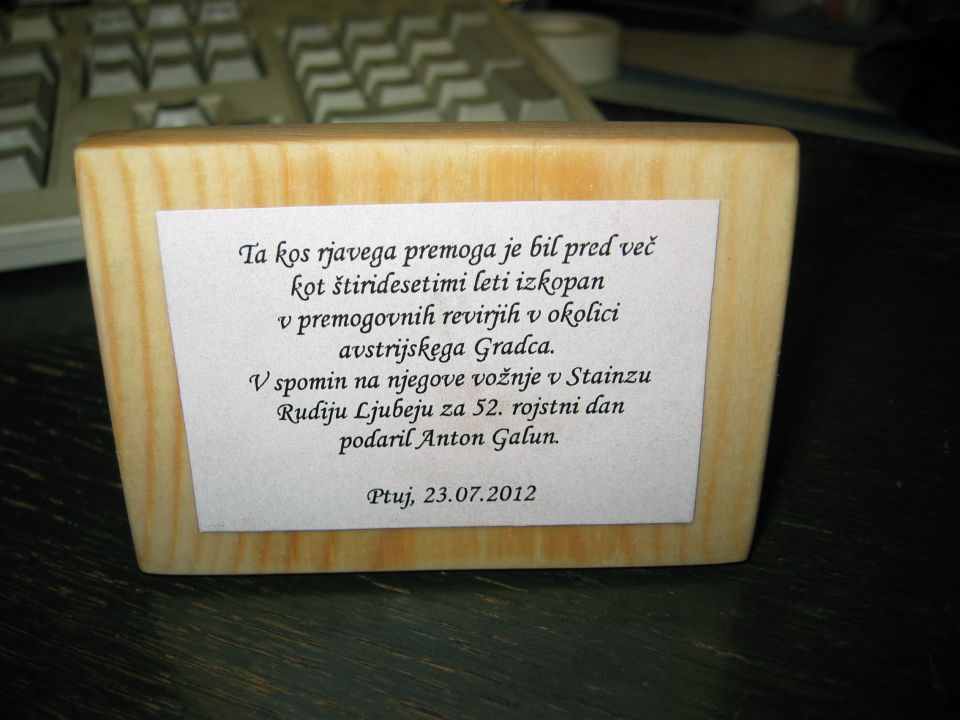 Ta kos rjavega premoga je bil pred več
kot štiridesetimi leti izkopan
v premogovnih revirjih v okolici
avstrijskega Gradca.
V spomin na njegove vožnje v Stainzu
Rudiju Ljubeju za 52. rojstni dan
podaril Anton Galun.
Ptuj, 23.07.2012